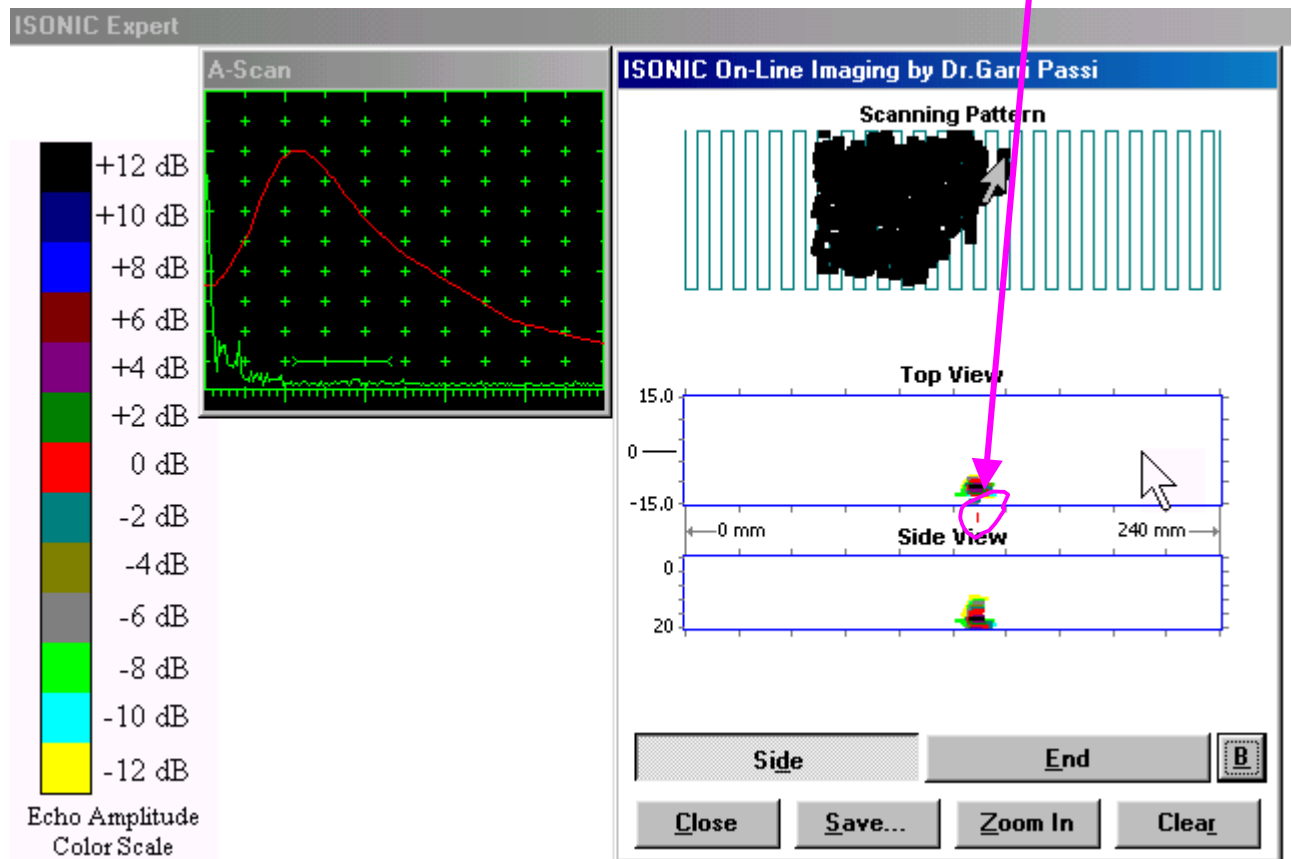 ISONIC Expert
A-Scan
+12 dB
+10 dB
+8 dB
+6 dB
+4 dB
+2 dB
0 dB
-2 dB
-4 dB
-6 dB
-8 dB
-10 dB
-12 dB
Echo Amplitude
Color Scale
ISONIC On-Line Imaging by Dr.Garri Passi
Scanning Pattern
Top View
15.0
0
-15.0
0 mm
Side View
240 mm
0
20
Side
End
B
Close
Save...
Zoom In
Clear